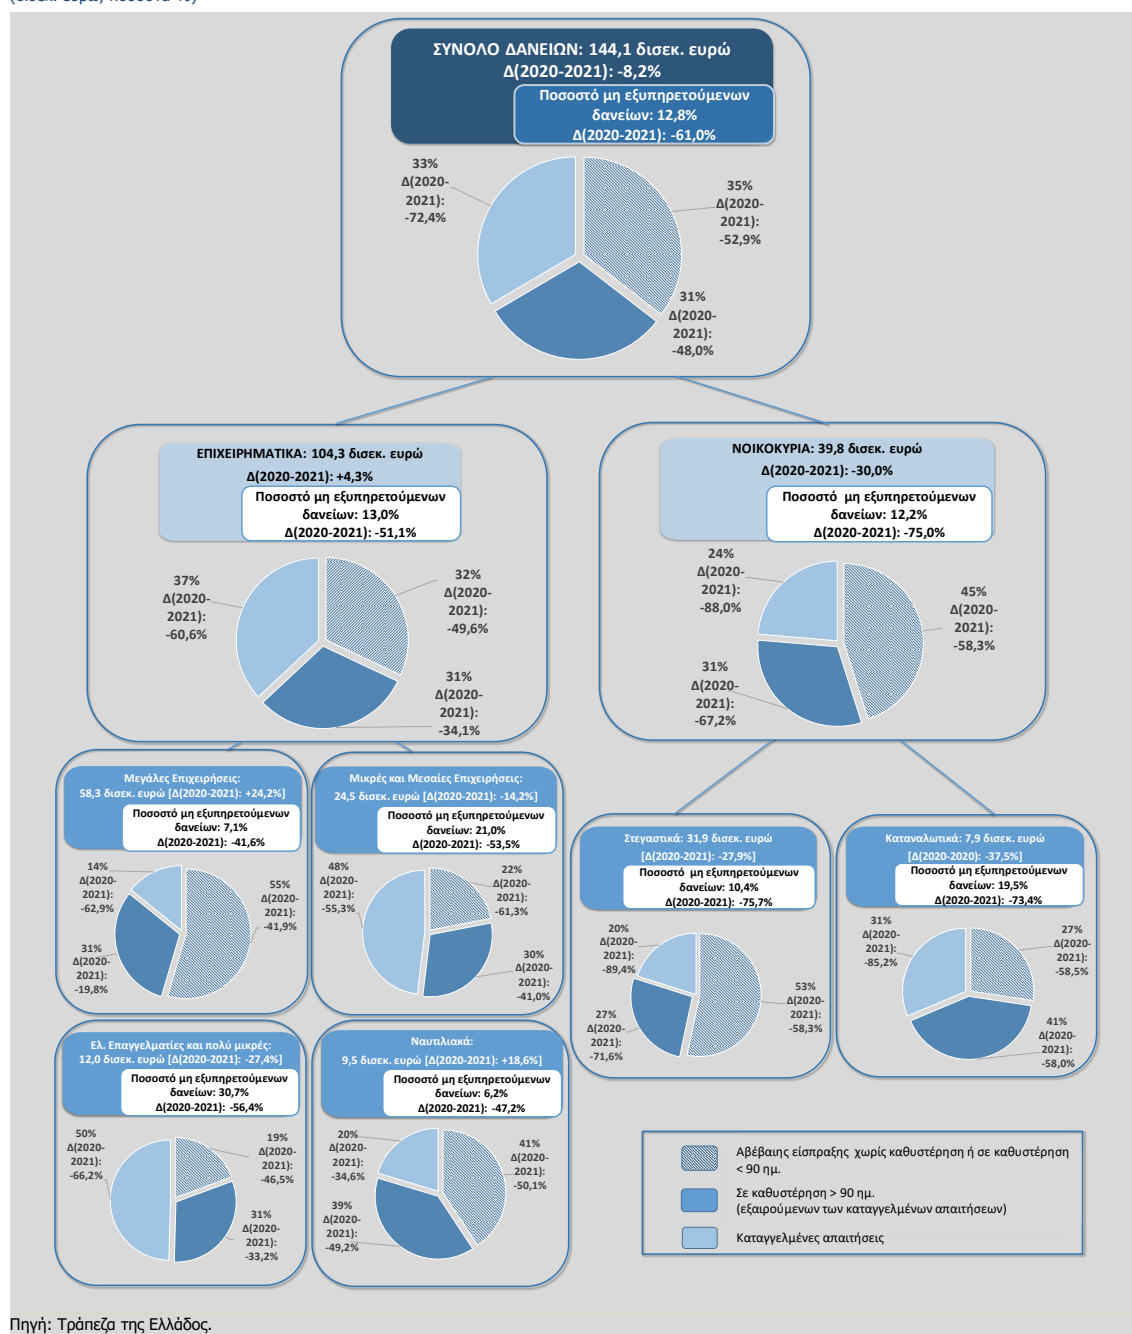 ΣΥΝΟΛΟ ΔΑΝΕΙΩΝ: 144,1 δισεκ. ευρώ
Δ(2020-2021): -8,2%
Ποσοστό μη εξυπηρετούμενων
δανείων: 12,8%
Δ(2020-2021): -61,0%
33%
Δ(2020-
2021):
-72,4%
35%
Δ(2020-
2021):
-52,9%
31%
Δ(2020-
2021):
-48,0%
ΕΠΙΧΕΙΡΗΜΑΤΙΚΑ: 104,3 δισεκ. ευρώ
Δ(2020-2021): +4,3%
Ποσοστό μη εξυπηρετούμενων
δανείων: 13,0%
Δ(2020-2021): -51,1%
37%
Δ(2020-
2021):
-60,6%
32%
Δ(2020-
2021):
-49,6%
31%
Δ(2020-
2021):
-34,1%
ΝΟΙΚΟΚΥΡΙΑ: 39,8 δισεκ. ευρώ
Δ(2020-2021): -30,0%
Ποσοστό μη εξυπηρετούμενων
δανείων: 12,2%
Δ(2020-2021): -75,0%
24%
Δ(2020-
2021):
-88,0%
45%
Δ(2020-
2021):
-58,3%
31%
Δ(2020-
2021):
-67,2%
Μεγάλες Επιχειρήσεις:
58,3 δισεκ. ευρώ [Δ(2020-2021): +24,2%]
Ποσοστό μη εξυπηρετούμενων
δανείων: 7,1%
Δ(2020-2021): -41,6%
14%
Δ(2020-
2021):
-62,9%
55%
Δ(2020-
2021):
-41,9%
31%
Δ(2020-
2021):
-19,8%
Μικρές και Μεσαίες Επιχειρήσεις:
24,5 δισεκ. ευρώ [Δ(2020-2021): -14,2%]
Ποσοστό μη εξυπηρετούμενων
δανείων: 21,0%
Δ(2020-2021): -53,5%
48%
Δ(2020-
2021):
-55,3%
22%
Δ(2020-
2021):
-61,3%
30%
Δ(2020-
2021):
-41,0%
Στεγαστικά: 31,9 δισεκ. ευρώ
[Δ(2020-2021): -27,9%]
Ποσοστό μη εξυπηρετούμενων
δανείων: 10,4%
Δ(2020-2021): -75,7%
20%
Δ(2020-
2021):
-89,4%
53%
Δ(2020-
2021):
-58,3%
27%
Δ(2020-
2021):
-71,6%
Καταναλωτικά: 7,9 δισεκ. ευρώ
[Δ(2020-2020): -37,5%]
Ποσοστό μη εξυπηρετούμενων
δανείων: 19,5%
Δ(2020-2021): -73,4%
31%
Δ(2020-
2021):
-85,2%
27%
Δ(2020-
2021):
-58,5%
41%
Δ(2020-
2021):
-58,0%
Ελ. Επαγγελματίες και πολύ μικρές:
12,0 δισεκ. ευρώ [Δ(2020-2021): -27,4%]
Ποσοστό μη εξυπηρετούμενων
δανείων: 30,7%
Δ(2020-2021): -56,4%
50%
Δ(2020-
2021):
-66,2%
19%
Δ(2020-
2021):
-46,5%
31%
Δ(2020-
2021):
-33,2%
Ναυτιλιακά:
9,5 δισεκ. ευρώ [Δ(2020-2021): +18,6%]
Ποσοστό μη εξυπηρετούμενων
δανείων: 6,2%
Δ(2020-2021): -47,2%
20%
Δ(2020-
2021):
-34,6%
41%
Δ(2020-
2021):
-50,1%
39%
Δ(2020-
2021):
-49,2%
Αβέβαιης είσπραξης χωρίς καθυστέρηση ή σε καθυστέρηση
< 90 ημ.
Σε καθυστέρηση > 90 ημ.
(εξαιρούμενων των καταγγελμένων απαιτήσεων)
Καταγγελμένες απαιτήσεις
Πηγή: Τράπεζα της Ελλάδος.